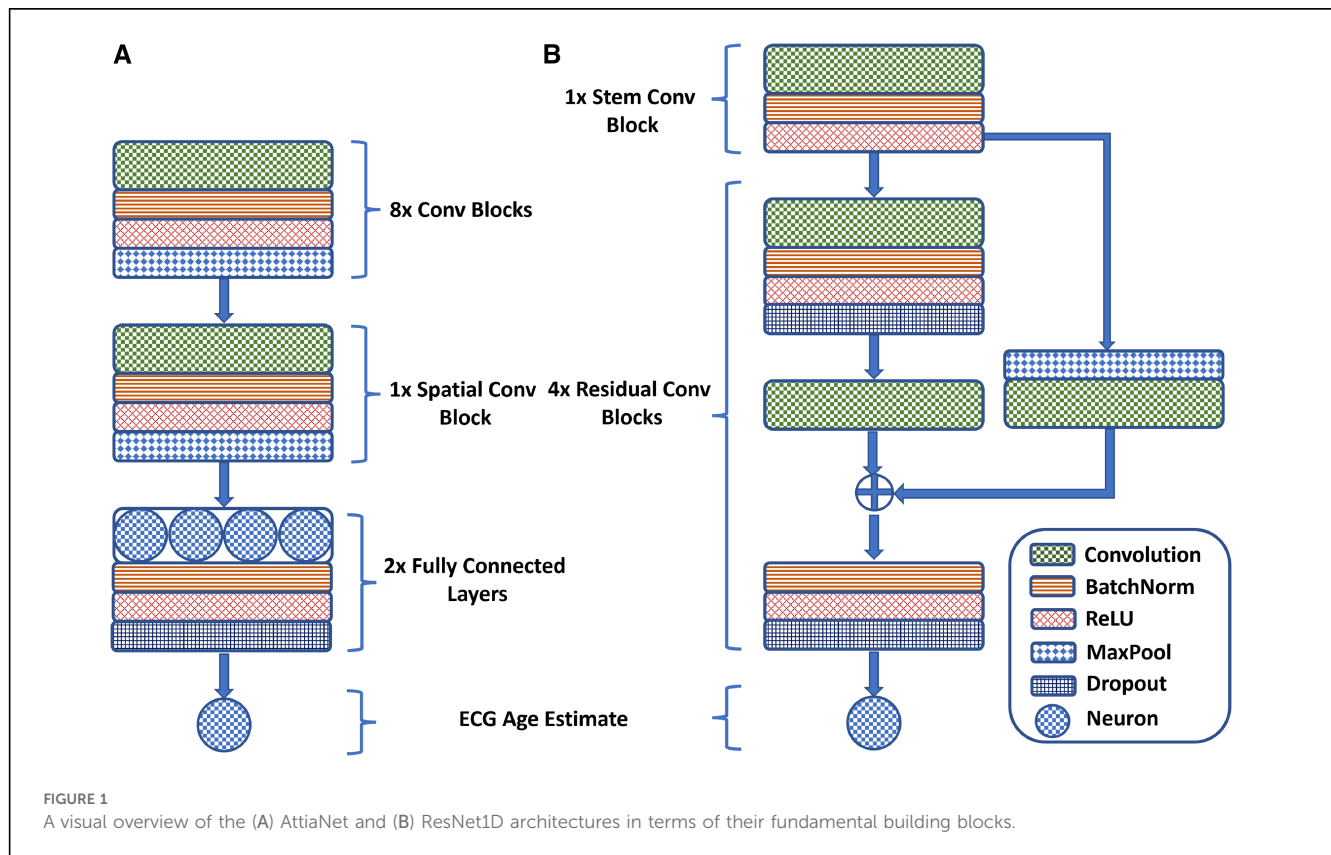 A
8x Conv Blocks
1x Spatial Conv
Block
2x Fully Connected
Layers
B
1x Stem Conv
Block
4x Residual Conv
Blocks
ECG Age Estimate
Convolution
BatchNorm
ReLU
MaxPool
Dropout
Neuron
FIGURE 1
A visual overview of the (A) AttiaNet and (B) ResNet1D architectures in terms of their fundamental building blocks.